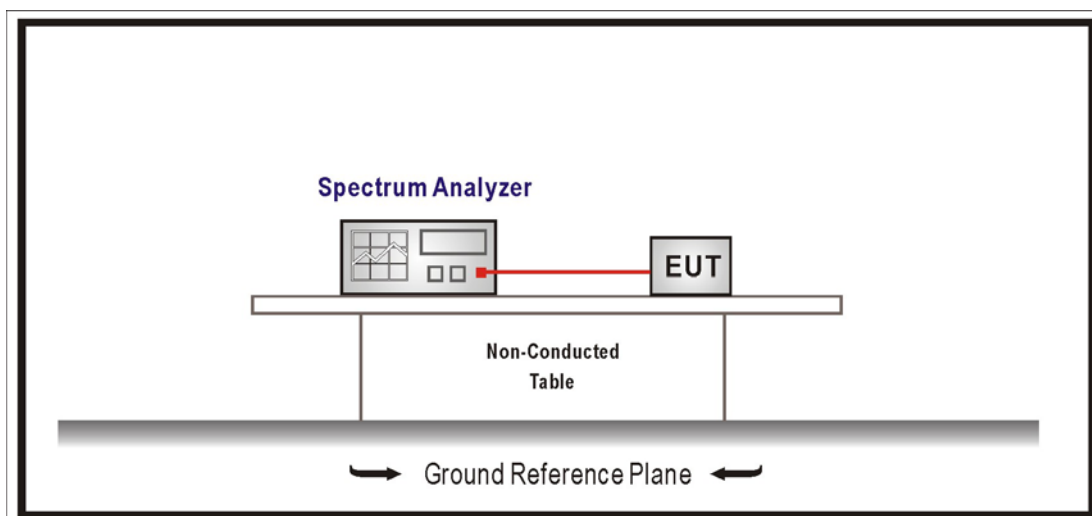 Spectrum Analyzer
EUT
Non-Conducted
Table
Ground Reference Plane